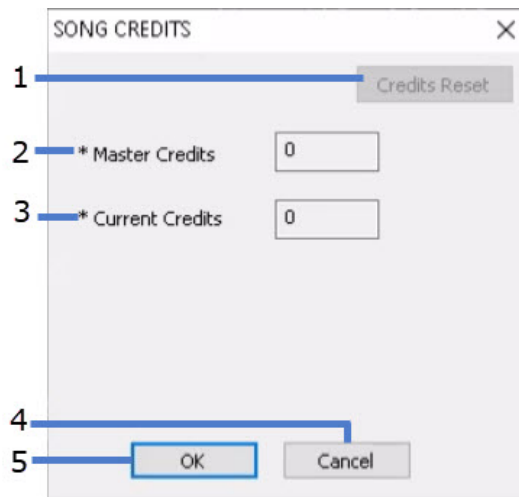 SONG CREDITS
1 Credits Reset
2 * Master Credits 0
3 * Current Credits 0
4
5 OK Cancel